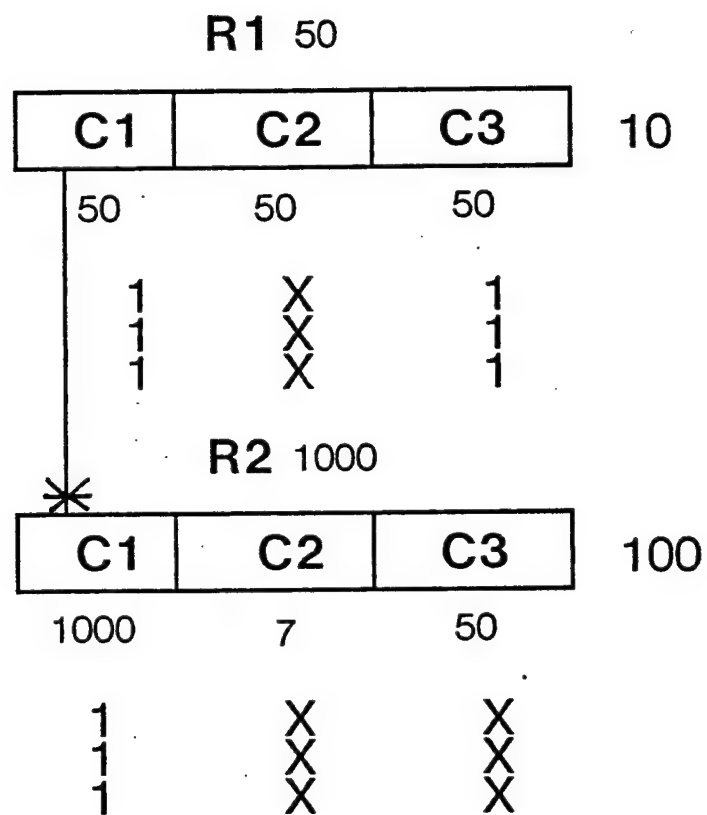 R1 50
C1 C2 C3 10
50 50 50
1 X 1
1 X 1
1 X 1
R2 1000
C1 C2 C3 100
1000 7 50
1 X X
1 X X
1 X X